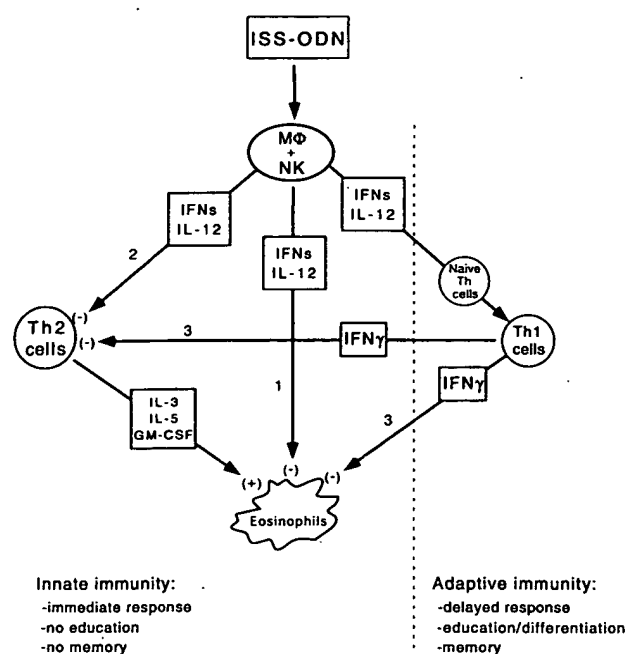 ISS-ODN
MΦ
+
NK
IFNs
IL-12
IFNs
IL-12
IFNs
IL-12
2
Naive
Th
cells
(-)
Th2
cells
(-)
3
IFNγ
Th1
cells
IFNγ
1
3
IL-3
IL-5
GM-CSF
(+)
(-)
(-)
Eosinophils
Innate immunity:
-immediate response
-no education
-no memory
Adaptive immunity:
-delayed response
-education/differentiation
-memory